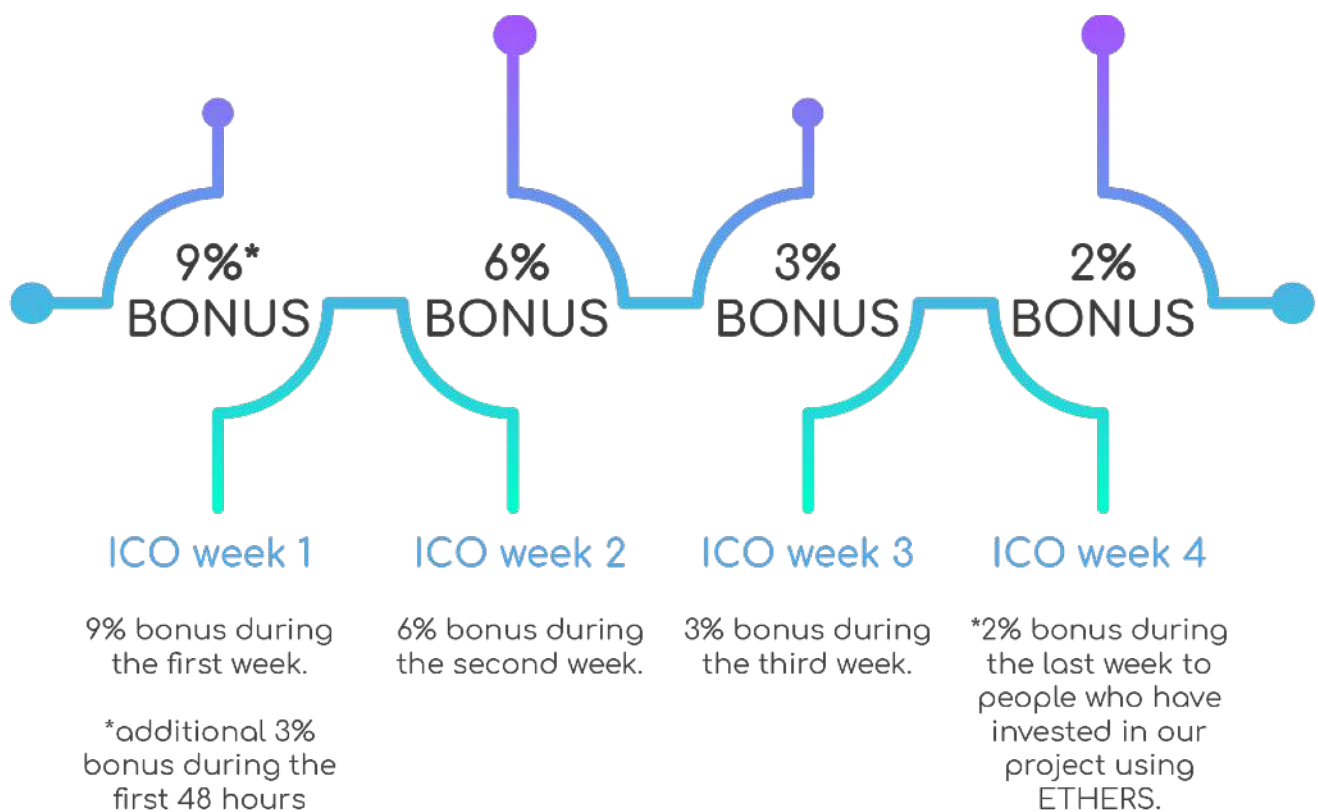 9%*
BONUS
6%
BONUS
3%
BONUS
2%
BONUS
ICO week 1
9% bonus during
the first week.
*additional 3%
bonus during the
first 48 hours
ICO week 2
6% bonus during
the second week.
ICO week 3
3% bonus during
the third week.
ICO week 4
*2% bonus during
the last week to
people who have
invested in our
project using
ETHERS.